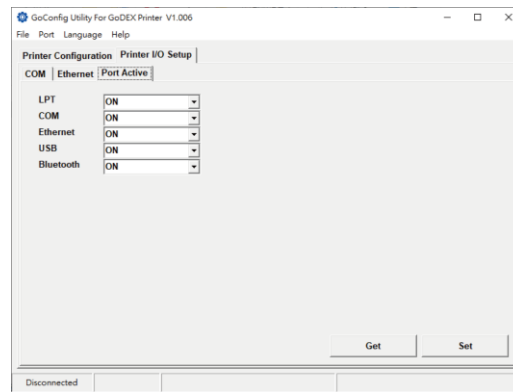 GoConfig Utility For GoDEX Printer V1.006
File Port Language Help
Printer Configuration Printer I/O Setup
COM Ethernet Port Active
LPT ON
COM ON
Ethernet ON
USB ON
Bluetooth ON
Get Set
Disconnected